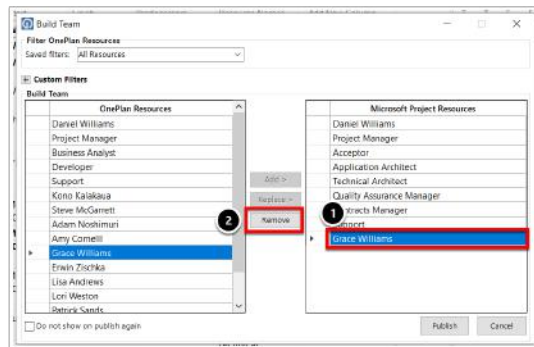 Build Team
Filter OnePlan Resources
Saved filters: All Resources
Custom Filters
Build Team
OnePlan Resources
Daniel Williams
Project Manager
Business Analyst
Developer
Support
Kono Kalakaua
Steve McGarrett
Adam Noshimuri
Amy Comelli
Grace Williams
Erwin Zischka
Lisa Andrews
Lori Weston
Patrick Sands
Add >
Replace >
2
Remove
Microsoft Project Resources
Daniel Williams
Project Manager
Acceptor
Application Architect
Technical Architect
Quality Assurance Manager
1
ntracts Manager
upport
Grace Williams
Do not show on publish again
Publish
Cancel